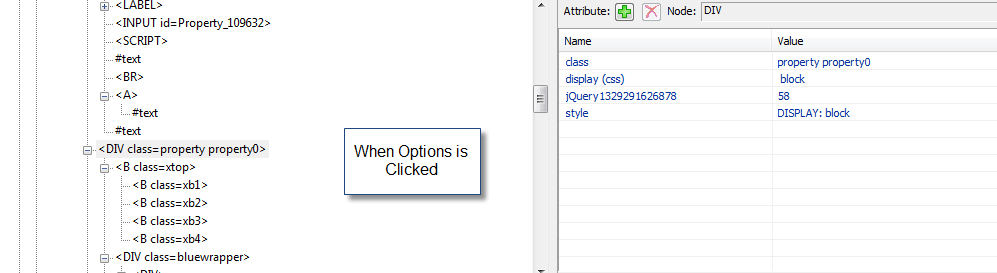 <LABEL>
<INPUT id=Property_109632>
<SCRIPT>
#text
<BR>
<A>
#text
#text
<DIV class=property property0>
<B class=xtop>
<B class=xb1>
<B class=xb2>
<B class=xb3>
<B class=xb4>
<DIV class=bluewrapper>
<DIV>
When Options is
Clicked
Attribute: Node: DIV
Name Value
class property property0
display (css) block
jQuery1329291626878 58
style DISPLAY: block